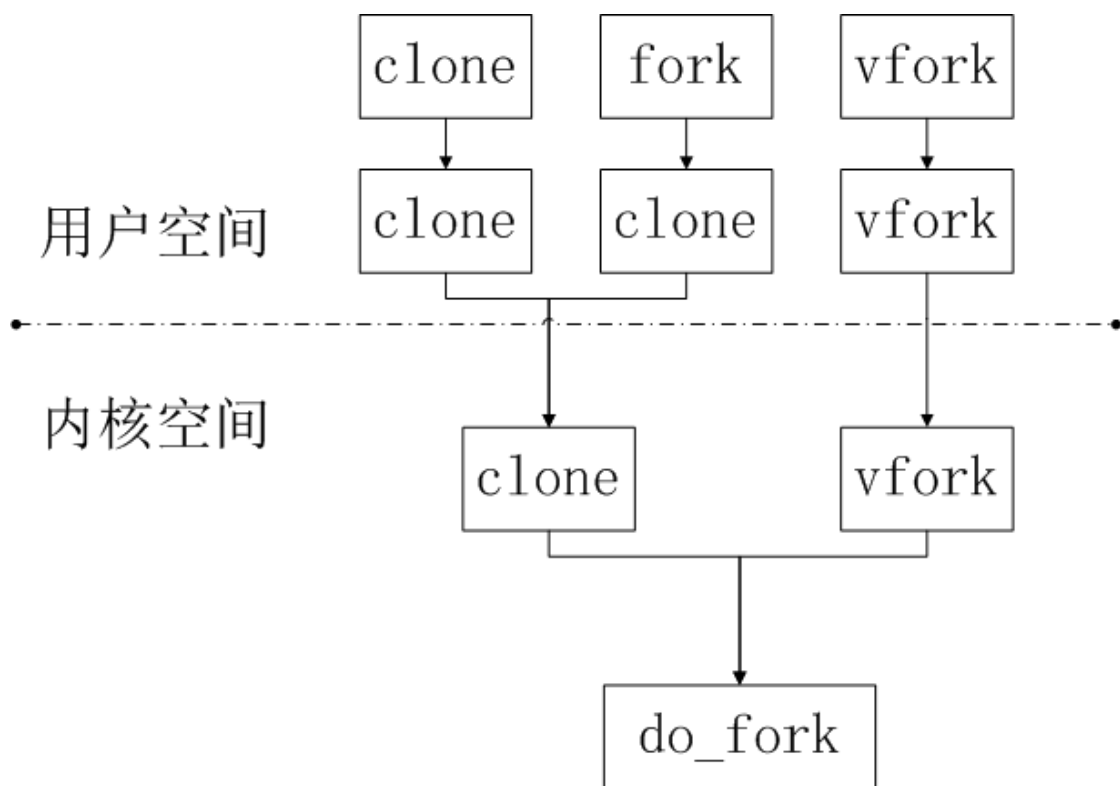 clone fork vfork
clone clone vfork
用户空间
内核空间
clone vfork
do_fork